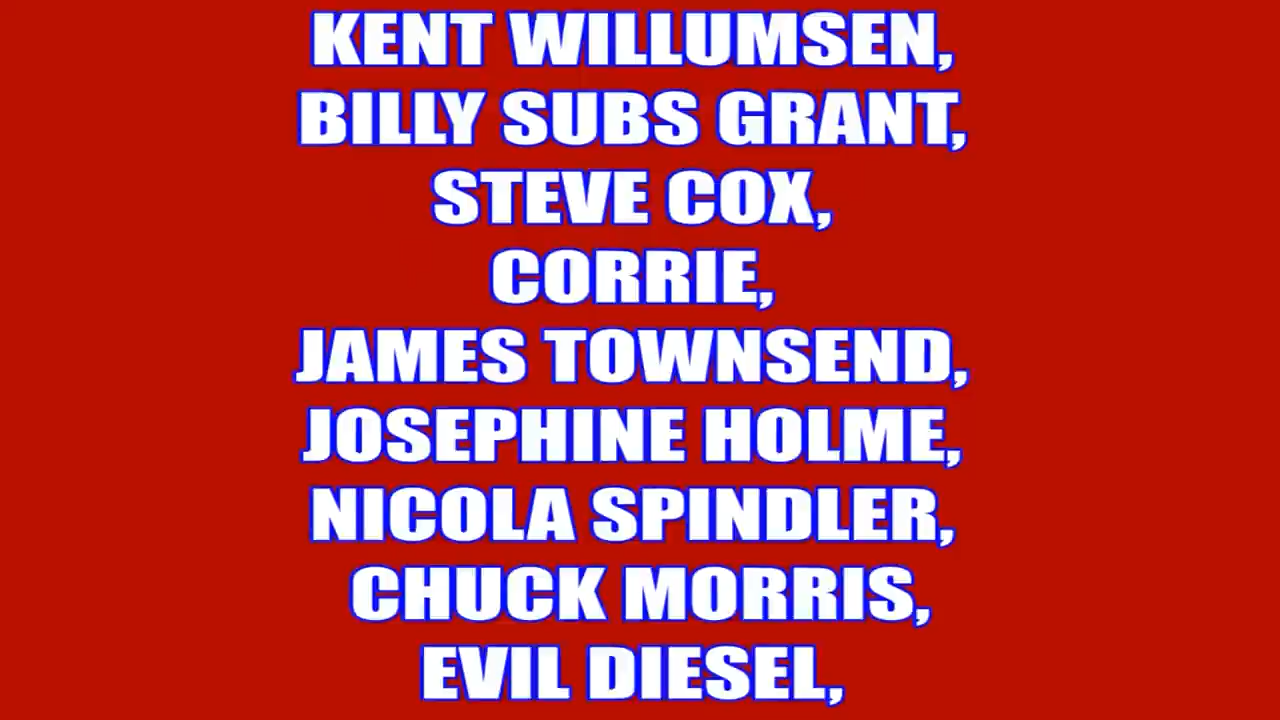 KENT WILLUMSEN,
BILLY SUBS GRANT,
STEVE COX,
CORRIE,
JAMES TOWNSEND,
JOSEPHINE HOLME,
NICOLA SPINDLER,
CHUCK MORRIS,
EVIL DIESEL,